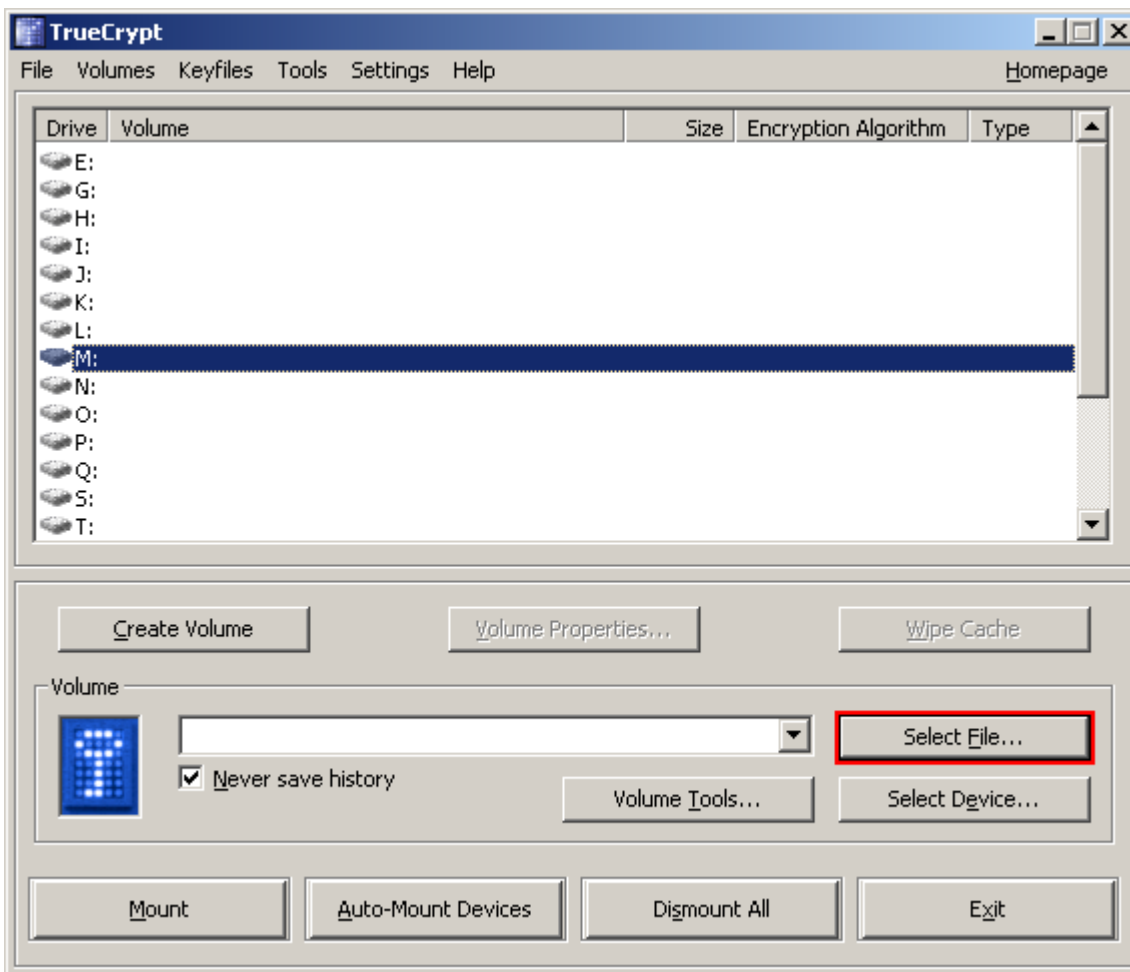 TrueCrypt
File Volumes Keyfiles Tools Settings Help Homepage
Drive Volume Size Encryption Algorithm Type
E:
G:
H:
I:
J:
K:
L:
M:
N:
O:
P:
Q:
S:
T:
Create Volume Volume Properties... Wipe Cache
Volume
Select File...
Never save history
Volume Tools... Select Device...
Mount Auto-Mount Devices Dismount All Exit